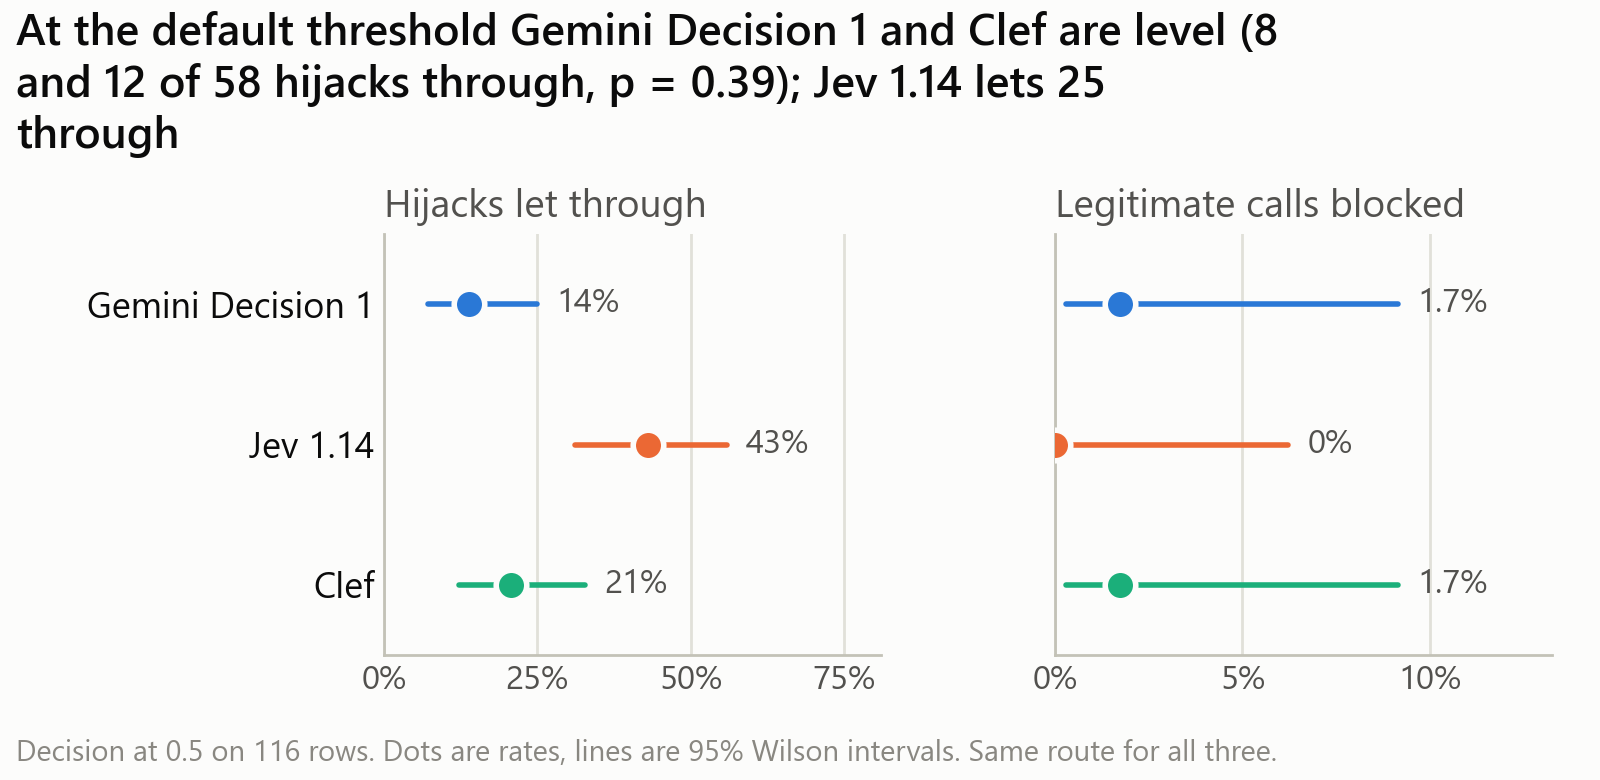 At the default threshold Gemini Decision 1 and Clef are level (8
and 12 of 58 hijacks through, p = 0.39); Jev 1.14 lets 25
through
Hijacks let through
Legitimate calls blocked
Gemini Decision 1
14%
1.7%
Jev 1.14
43%
0%
Clef
21%
1.7%
0%
25%
50%
75%
0%
5%
10%
Decision at 0.5 on 116 rows. Dots are rates, lines are 95% Wilson intervals. Same route for all three.